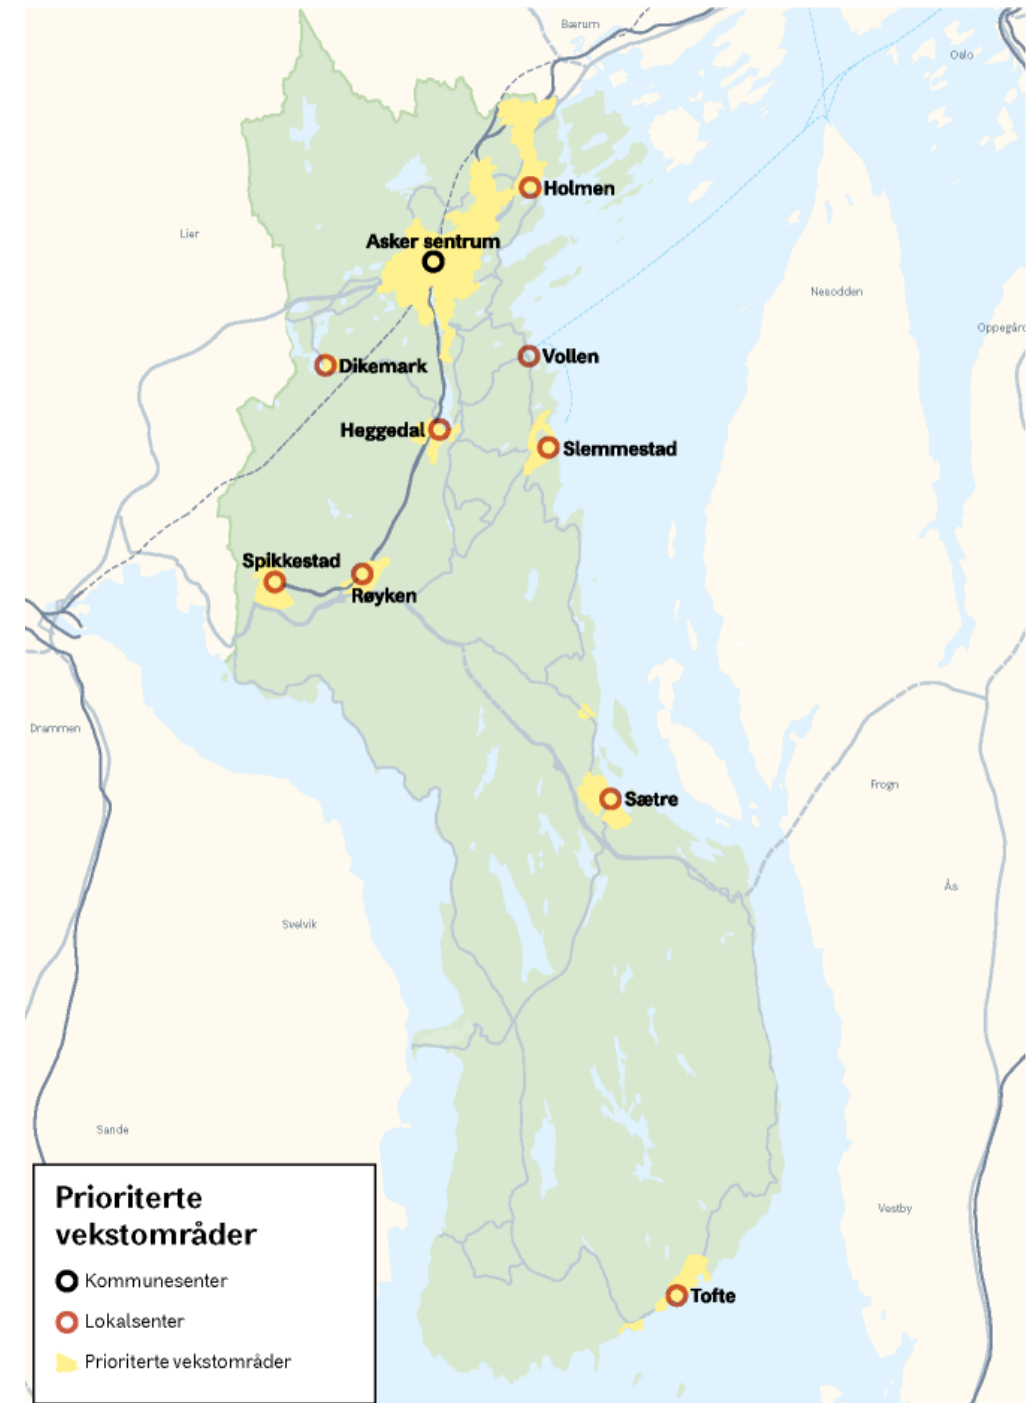 Bærum
Oslo
Holmen
Lier
Asker sentrum
Nesodden
Oppegård
Vollen
Dikemark
Heggedal
Slemmestad
Spikkestad
Røyken
Drammen
Frogn
Sætre
Ås
Svelvik
Sande
Vestby
Tofte
Prioriterte
vekstområder
Kommunesenter
Lokalsenter
Prioriterte vekstområder